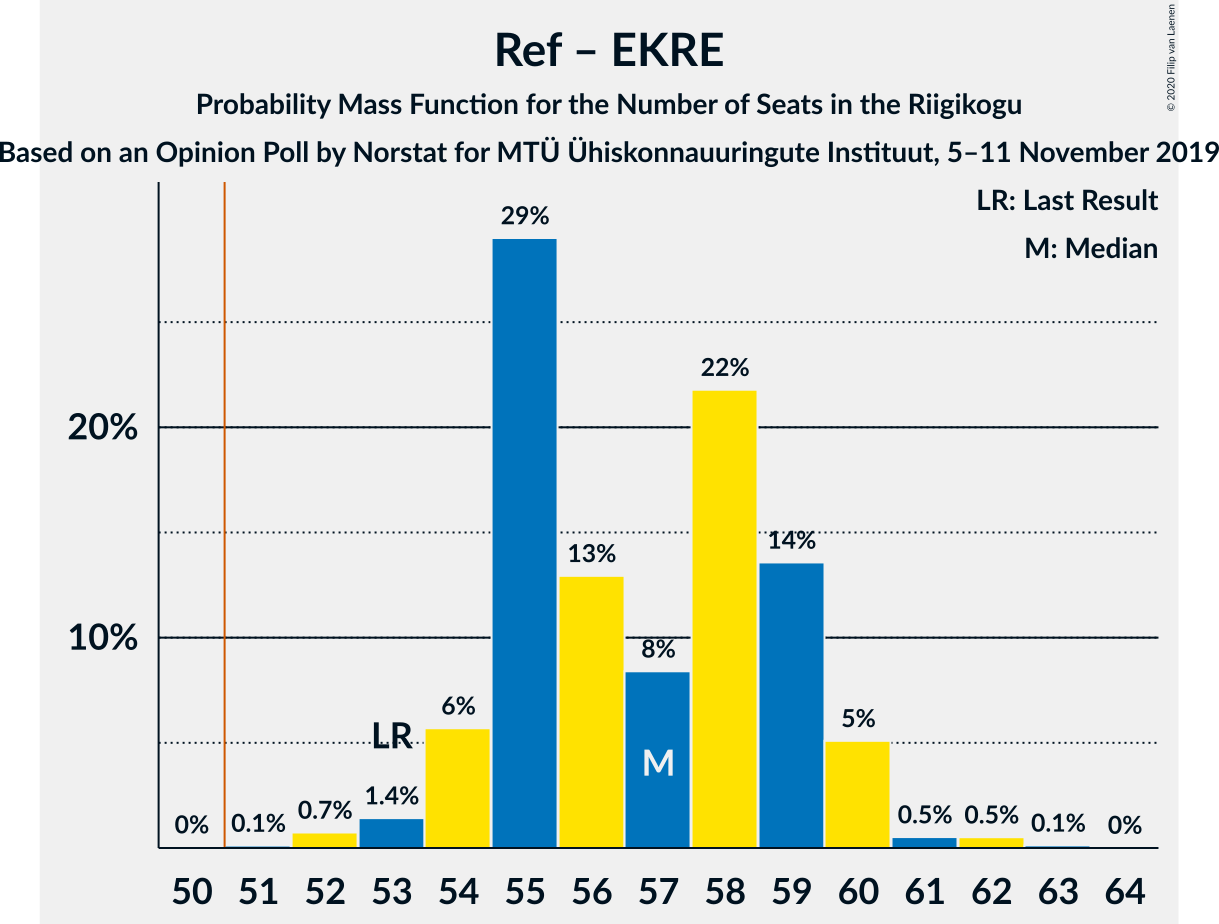 Ref – EKRE
Probability Mass Function for the Number of Seats in the Riigikogu
Based on an Opinion Poll by Norstat for MTÜ Ühiskonnauuringute Instituut, 5–11 November 2019
© 2020 Filip van Laenen
LR: Last Result
M: Median
29%
22%
20%
14%
13%
10%
8%
6%
LR
5%
M
1.4%
0.7%
0.5%
0.5%
0%
0.1%
0.1%
0%
50 51 52 53 54 55 56 57 58 59 60 61 62 63 64